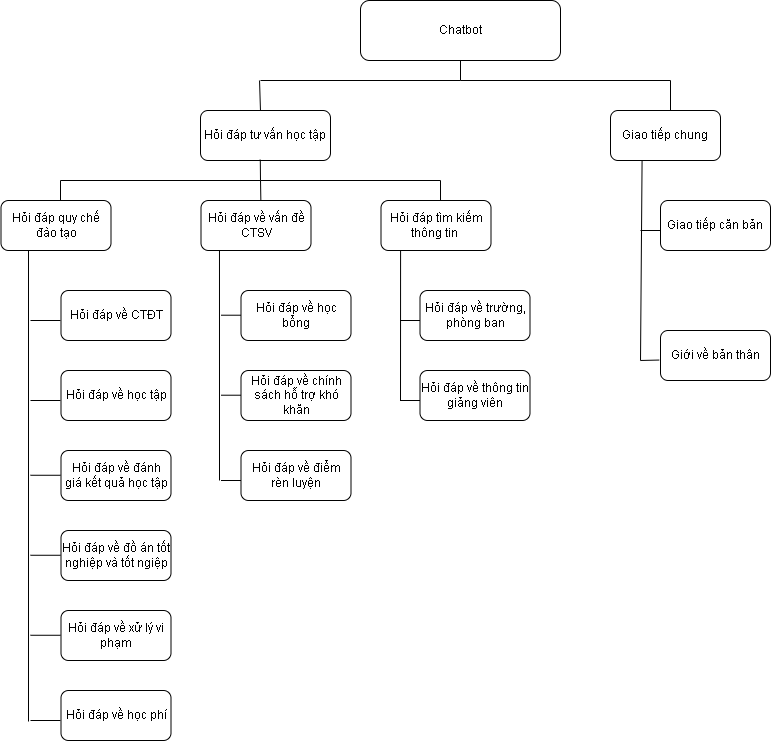 Chatbot
Hỏi đáp tư vấn học tập
Giao tiếp chung
Hỏi đáp quy chế
đào tạo
Hỏi đáp về vấn đề
CTSV
Hỏi đáp tìm kiếm
thông tin
Giao tiếp căn bản
Hỏi đáp về CTĐT
Hỏi đáp về học
bổng
Hỏi đáp về trường,
phòng ban
Giới về bản thân
Hỏi đáp về học tập
Hỏi đáp về chính
sách hỗ trợ khó
khăn
Hỏi đáp về thông tin
giảng viên
Hỏi đáp về đánh
giá kết quả học tập
Hỏi đáp về điểm
rèn luyện
Hỏi đáp về đồ án tốt
nghiệp và tốt ngiệp
Hỏi đáp về xử lý vi
phạm
Hỏi đáp về học phí